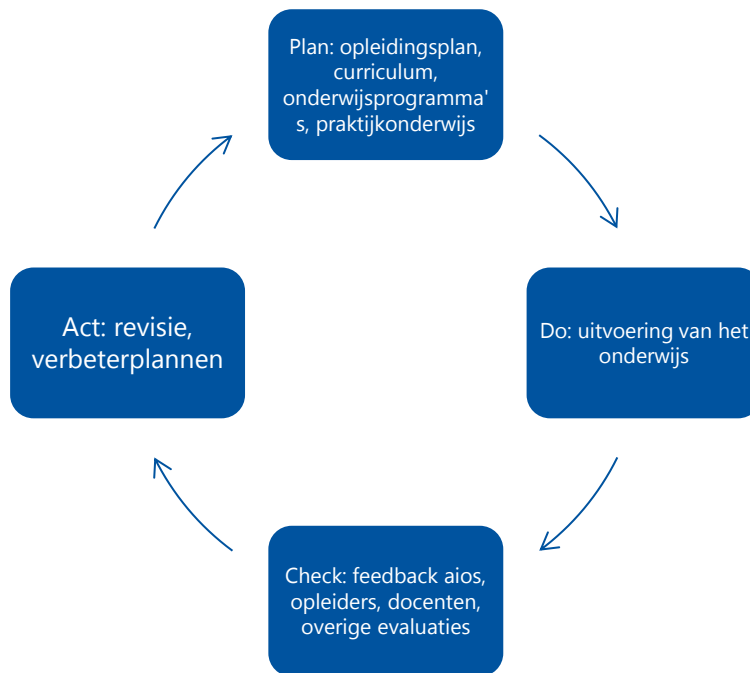 Plan: opleidingsplan,
curriculum,
onderwijsprogramma'
s, praktijkonderwijs
Do: uitvoering van het
onderwijs
Check: feedback aios,
opleiders, docenten,
overige evaluaties
Act: revisie,
verbeterplannen